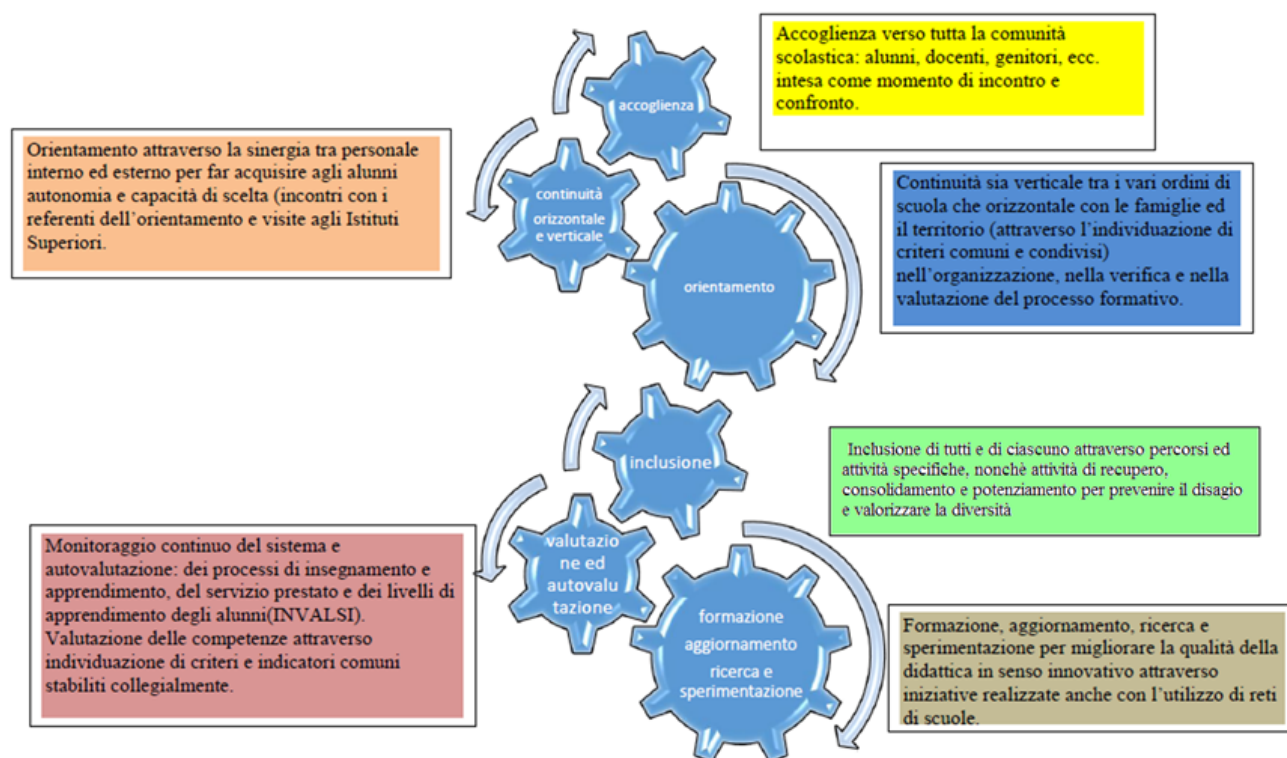 Accoglienza verso tutta la comunità
scolastica: alunni, docenti, genitori, ecc.
intesa come momento di incontro e
confronto.
accoglienza
Orientamento attraverso la sinergia tra personale
interno ed esterno per far acquisire agli alunni
autonomia e capacità di scelta (incontri con i
referenti dell’orientamento e visite agli Istituti
Superiori.
continuità
orizzontale
e verticale
Continuità sia verticale tra i vari ordini di
scuola che orizzontale con le famiglie ed
il territorio (attraverso l’individuazione di
criteri comuni e condivisi)
nell’organizzazione, nella verifica e nella
valutazione del processo formativo.
orientamento
inclusione
Inclusione di tutti e di ciascuno attraverso percorsi ed
attività specifiche, nonchè attività di recupero,
consolidamento e potenziamento per prevenire il disagio
e valorizzare la diversità
Monitoraggio continuo del sistema e
autovalutazione: dei processi di insegnamento e
apprendimento, del servizio prestato e dei livelli di
apprendimento degli alunni(INVALSI).
Valutazione delle competenze attraverso
individuazione di criteri e indicatori comuni
stabiliti collegialmente.
valutazio
ne ed
autovalu
tazione
formazione
aggiornamento
ricerca e
sperimentazione
Formazione, aggiornamento, ricerca e
sperimentazione per migliorare la qualità della
didattica in senso innovativo attraverso
iniziative realizzate anche con l’utilizzo di reti
di scuole.